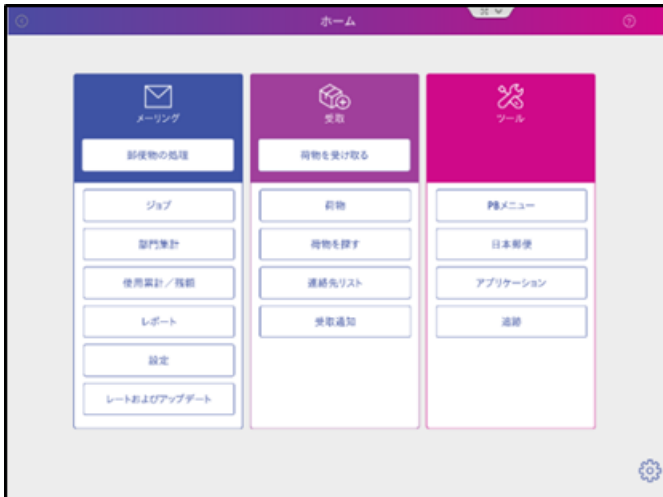 ホーム
メーリング
郵便物の処理
ジョブ
部門集計
使用累計／残額
レポート
設定
レートおよびアップデート
受取
荷物を受け取る
荷物
荷物を探す
連絡先リスト
受取通知
ツール
PBメニュー
日本郵便
アプリケーション
追跡